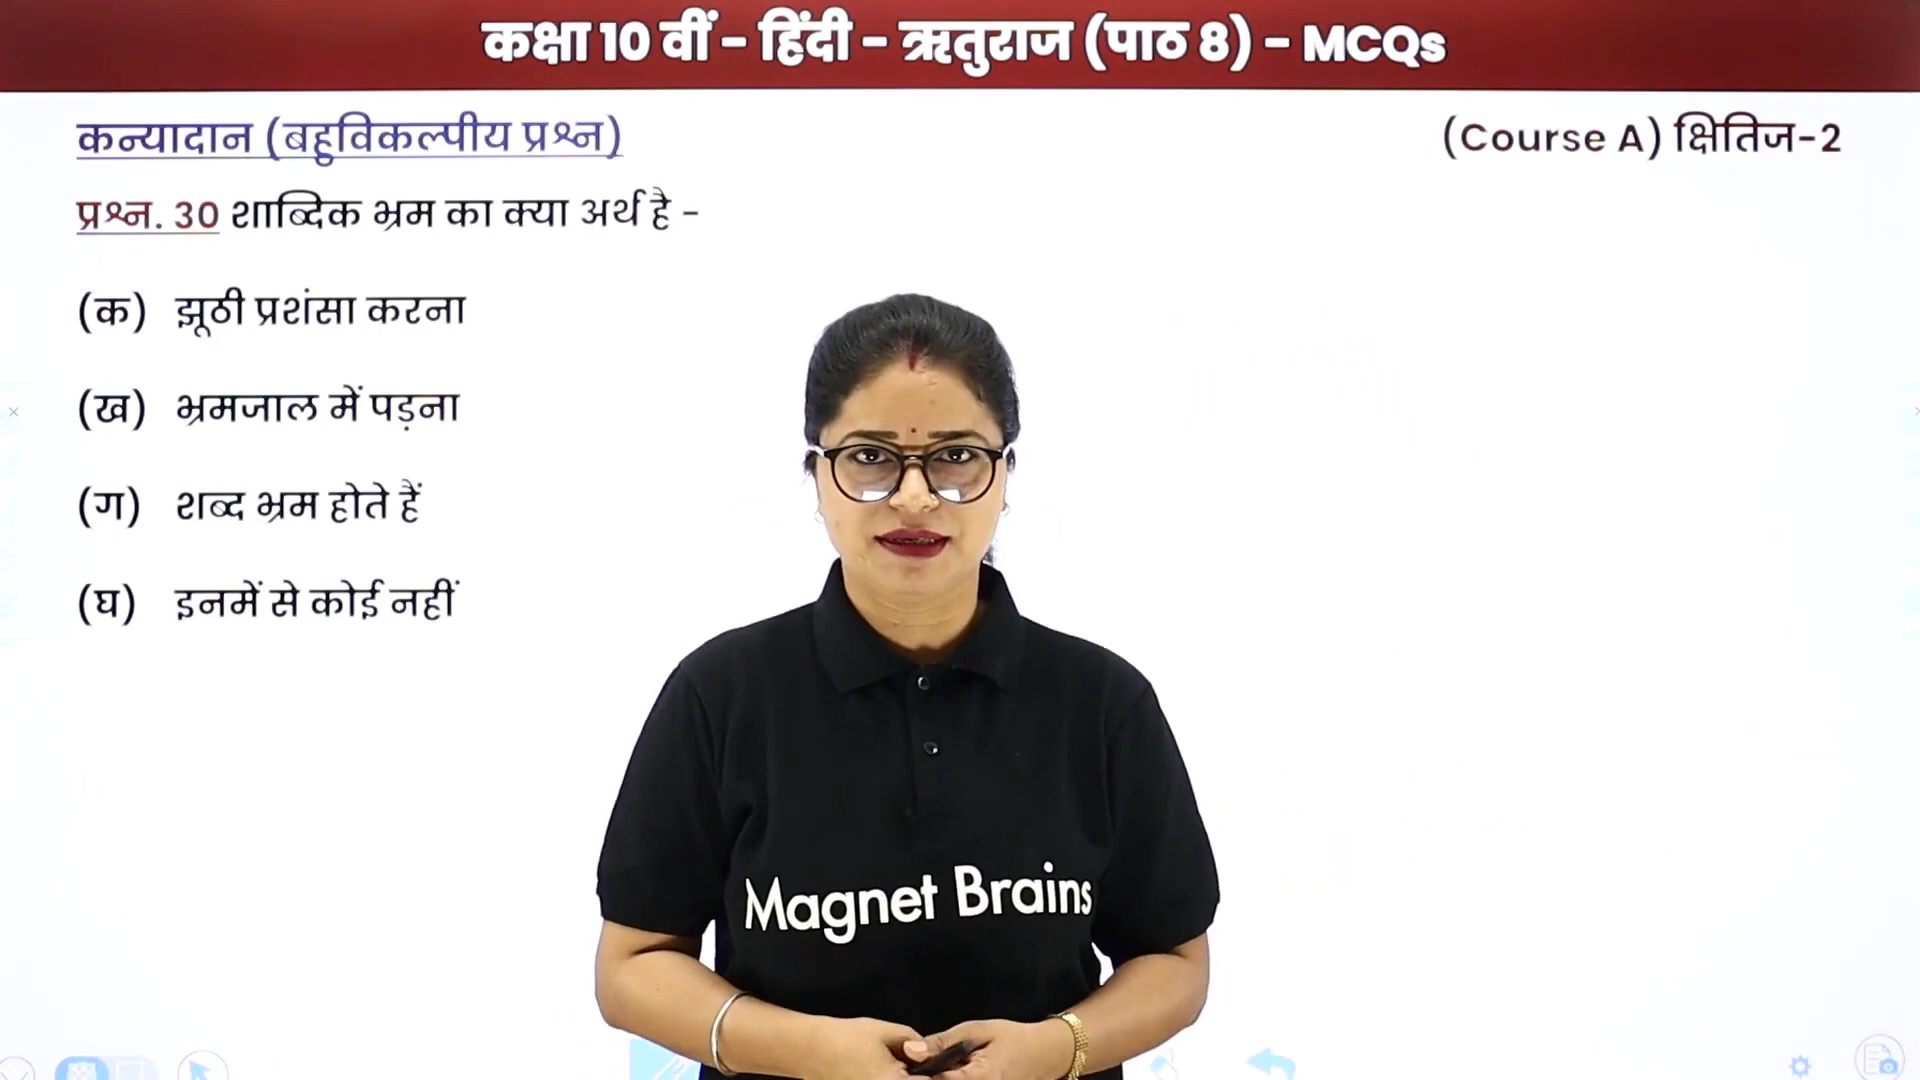 कक्षा 10 वीं - हिंदी - ऋतुराज (पाठ 8) - MCQs
कन्यादान (बहुविकल्पीय प्रश्न)
(Course A) क्षितिज-2
प्रश्न. 30 शाब्दिक भ्रम का क्या अर्थ है -
(क) झूठी प्रशंसा करना
(ख) भ्रमजाल में पड़ना
(ग) शब्द भ्रम होते हैं
(घ) इनमें से कोई नहीं
Magnet Brains